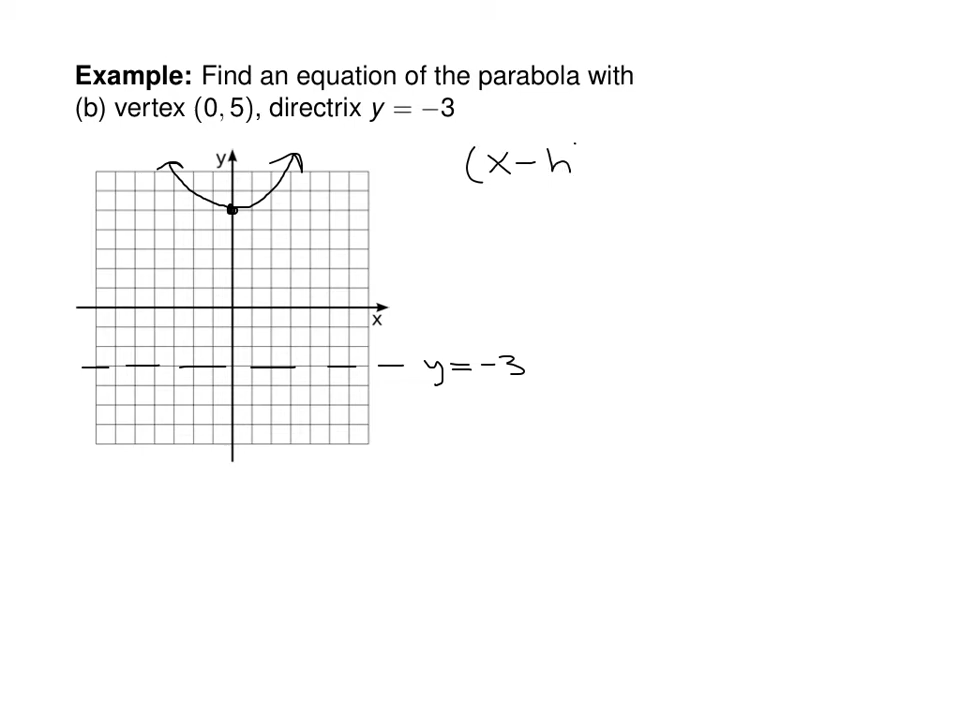 Example: Find an equation of the parabola with
(b) vertex (0, 5), directrix y = −3
y
(x − h
x
y = −3